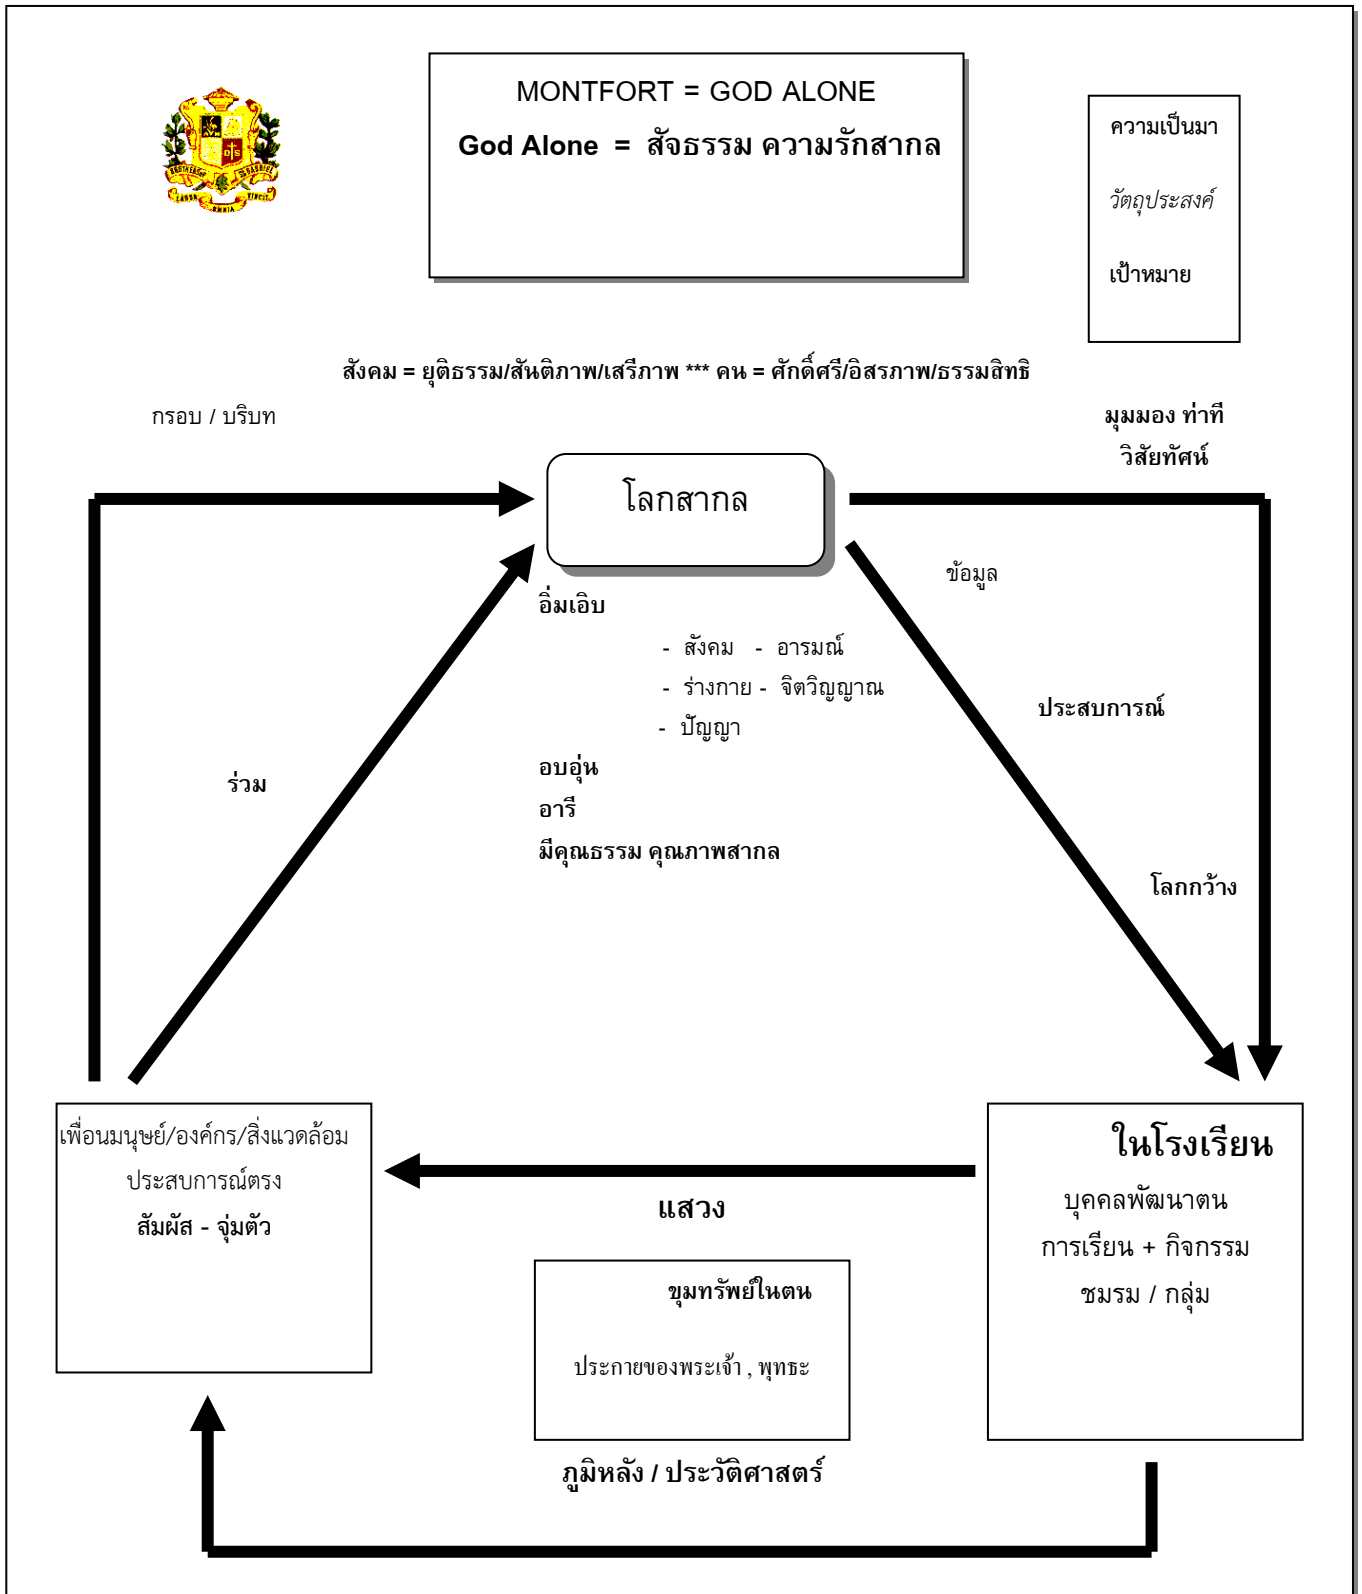 MONTFORT = GOD ALONE
God Alone = สัจธรรม ความรักสากล
BROTHERS OF ST GABRIEL
D S
LABOR OMNIA VINCIT
ความเป็นมา
วัตถุประสงค์
เป้าหมาย
สังคม = ยุติธรรม/สันติภาพ/เสรีภาพ *** คน = ศักดิ์ศรี/อิสรภาพ/ธรรมสิทธิ
กรอบ / บริบท
มุมมอง ท่าที
วิสัยทัศน์
โลกสากล
ข้อมูล
อิ่มเอิบ
- สังคม - อารมณ์
- ร่างกาย - จิตวิญญาณ
- ปัญญา
ประสบการณ์
อบอุ่น
ร่วม
อารี
มีคุณธรรม คุณภาพสากล
โลกกว้าง
เพื่อนมนุษย์/องค์กร/สิ่งแวดล้อม
ประสบการณ์ตรง
สัมผัส - จุ่มตัว
ในโรงเรียน
บุคคลพัฒนาตน
การเรียน + กิจกรรม
ชมรม / กลุ่ม
แสวง
ขุมทรัพย์ในตน
ประกายของพระเจ้า , พุทธะ
ภูมิหลัง / ประวัติศาสตร์